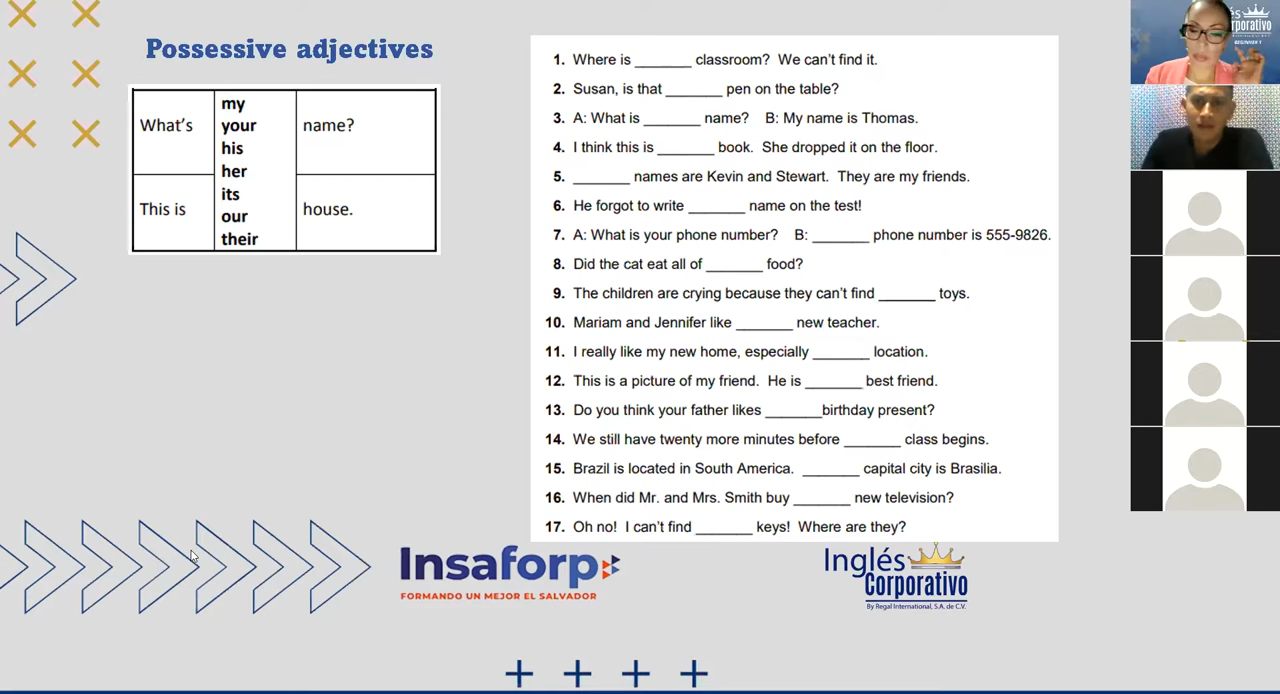 Possessive adjectives
What's
my
your
his
her
its
our
their
name?
This is
house.
1. Where is _______ classroom? We can't find it.
2. Susan, is that _______ pen on the table?
3. A: What is _______ name? B: My name is Thomas.
4. I think this is _______ book. She dropped it on the floor.
5. _______ names are Kevin and Stewart. They are my friends.
6. He forgot to write _______ name on the test!
7. A: What is your phone number? B: _______ phone number is 555-9826.
8. Did the cat eat all of _______ food?
9. The children are crying because they can't find _______ toys.
10. Mariam and Jennifer like _______ new teacher.
11. I really like my new home, especially _______ location.
12. This is a picture of my friend. He is _______ best friend.
13. Do you think your father likes _______birthday present?
14. We still have twenty more minutes before _______ class begins.
15. Brazil is located in South America. _______ capital city is Brasilia.
16. When did Mr. and Mrs. Smith buy _______ new television?
17. Oh no! I can't find _______ keys! Where are they?
Insaforp
FORMANDO UN MEJOR EL SALVADOR
Inglés
Corporativo
By Regal International, S.A. de C.V.
és
rporativo
BEGINNER 1